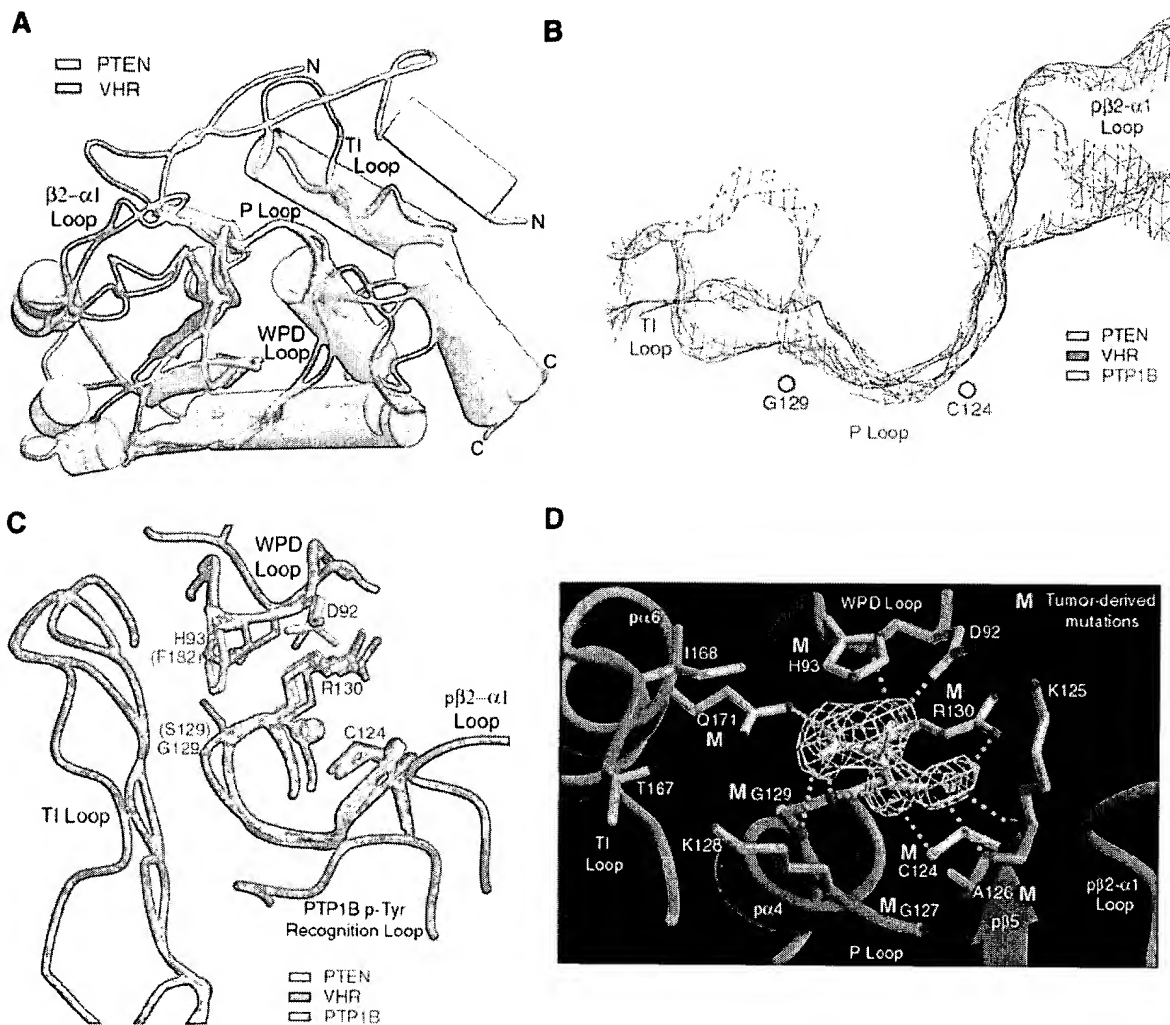 A
PTEN
VHR
N
TI
Loop
β2-α1
Loop
P Loop
N
WPD
Loop
C
C
B
pβ2-α1
Loop
TI
Loop
PTEN
VHR
PTP1B
G129
C124
P Loop
C
WPD
Loop
D92
H93
(F182)
R130
pβ2-α1
Loop
(S129)
G129
C124
TI Loop
PTP1B p-Tyr
Recognition Loop
PTEN
VHR
PTP1B
D
WPD Loop
M Tumor-derived
mutations
pα6
M
H93
D92
I168
M
R130
K125
Q171
M
T167
M G129
TI
Loop
K128
M
C124
A126 M
pα4
M G127
pβ5
pβ2-α1
Loop
P Loop